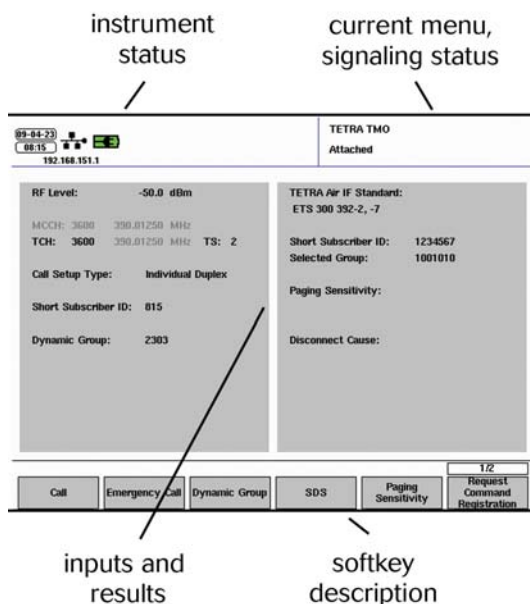 instrument
status
current menu,
signaling status
09-04-23
08:15
192.168.151.1
TETRA TMO
Attached
RF Level: -50.0 dBm
MCCH: 3600 390.01250 MHz
TCH: 3600 390.01250 MHz TS: 2
Call Setup Type: Individual Duplex
Short Subscriber ID: 815
Dynamic Group: 2303
TETRA Air IF Standard:
ETS 300 392-2, -7
Short Subscriber ID: 1234567
Selected Group: 1001010
Paging Sensitivity:
Disconnect Cause:
1/2
Call
Emergency Call
Dynamic Group
SDS
Paging
Sensitivity
Request
Command
Registration
inputs and
results
softkey
description